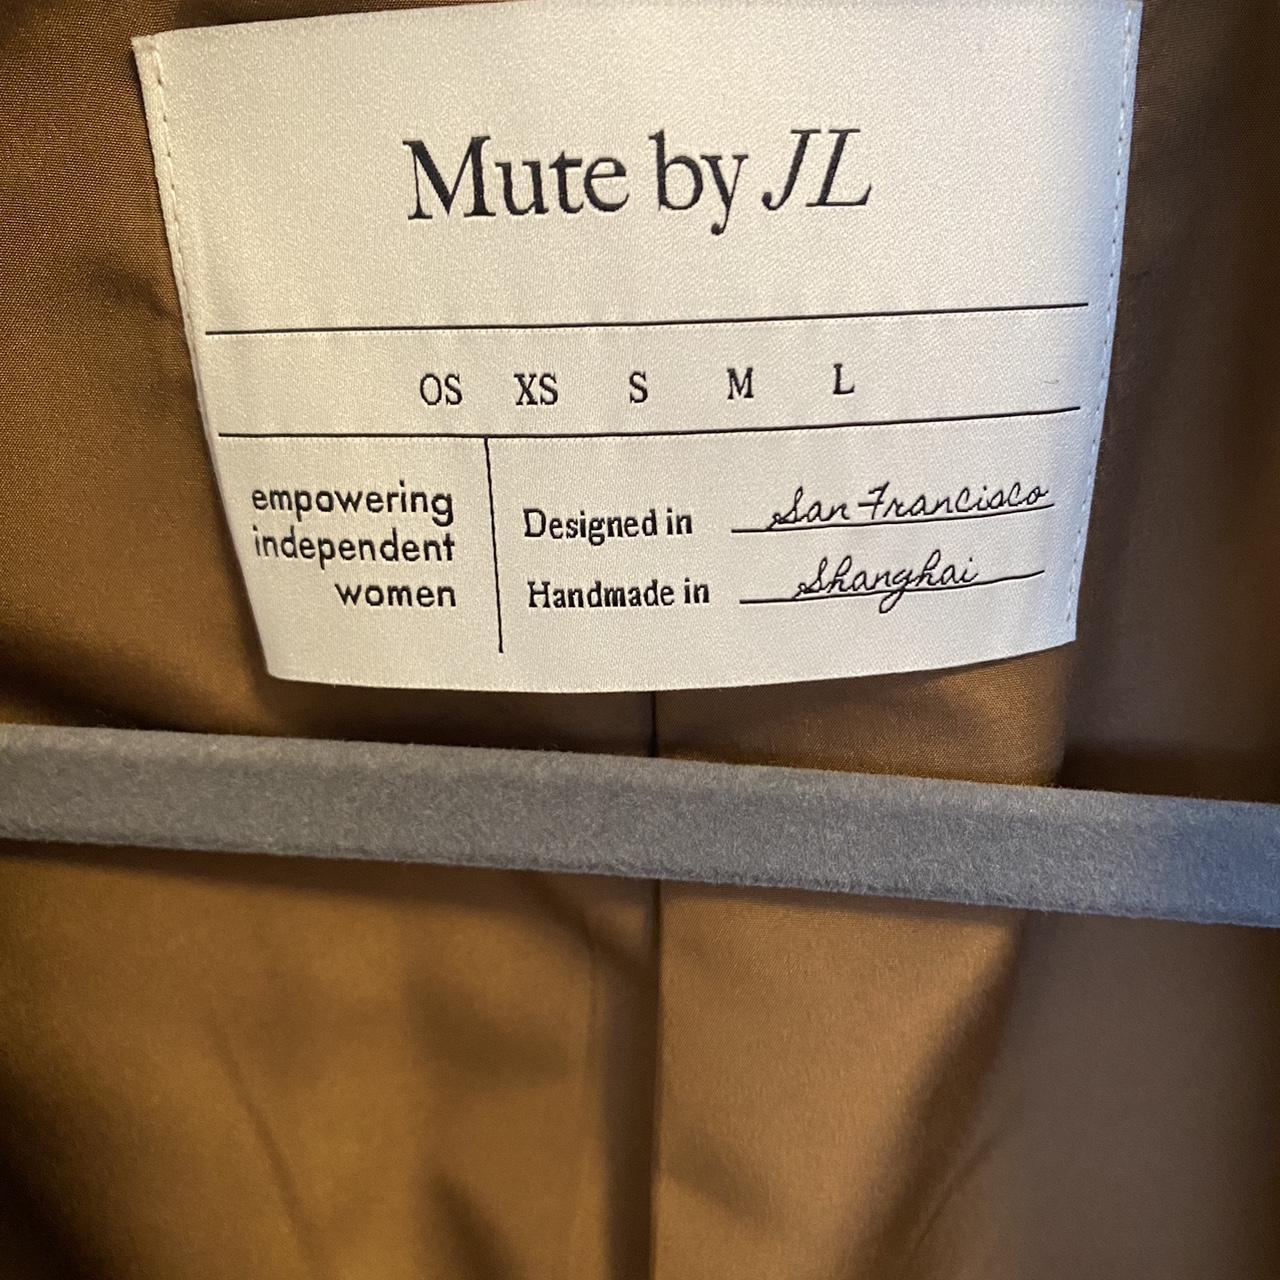 Mute by JL
OS XS S M L
empowering
independent
women
Designed in San Francisco
Handmade in Shanghai